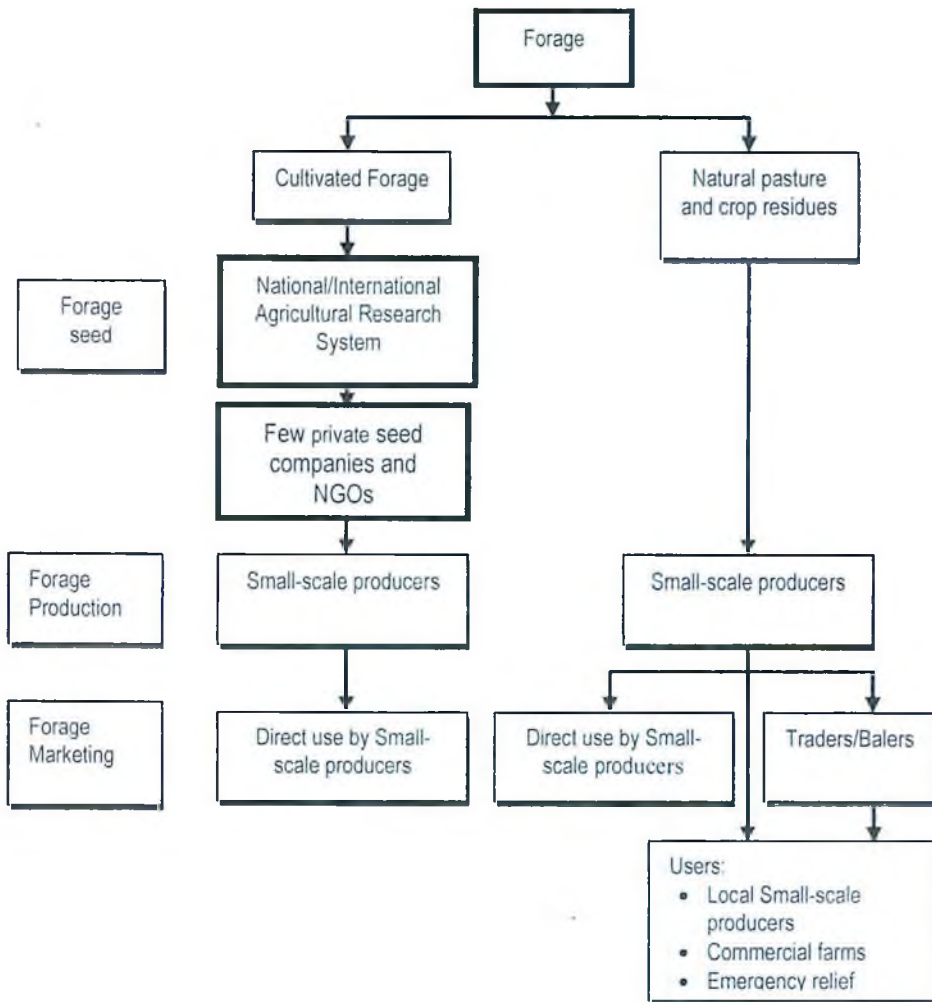 Forage
Cultivated Forage
Natural pasture
and crop residues
Forage
seed
National/International
Agricultural Research
System
Few private seed
companies and
NGOs
Forage
Production
Small-scale producers
Small-scale producers
Forage
Marketing
Direct use by Small-
scale producers
Direct use by Small-
scale producers
Traders/Balers
Users:
• Local Small-scale
producers
• Commercial farms
• Emergency relief